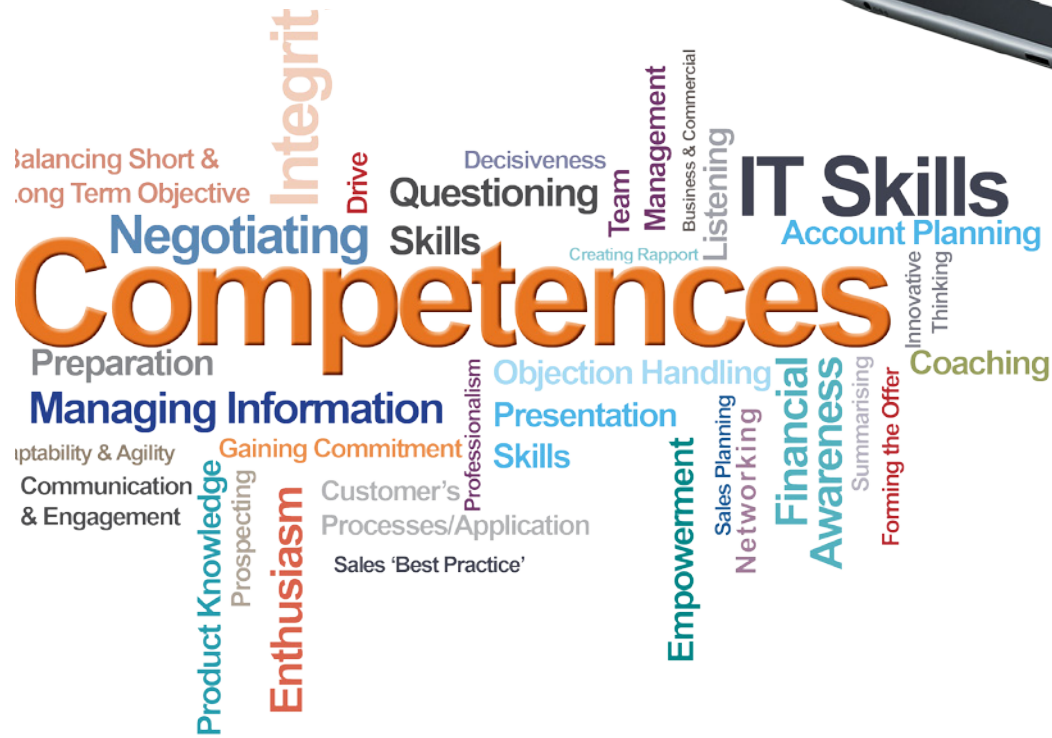 Integrit
Balancing Short &
Long Term Objective
Drive
Decisiveness
Questioning
Skills
Team
Management
Business & Commercial
Listening
IT Skills
Negotiating
Creating Rapport
Account Planning
Competences
Innovative
Thinking
Preparation
Objection Handling
Coaching
Managing Information
Professionalism
Presentation
Skills
Financial
Awareness
Summarising
Forming the Offer
ptability & Agility
Gaining Commitment
Sales Planning
Networking
Communication
& Engagement
Product Knowledge
Prospecting
Enthusiasm
Customer’s
Processes/Application
Sales ‘Best Practice’
Empowerment